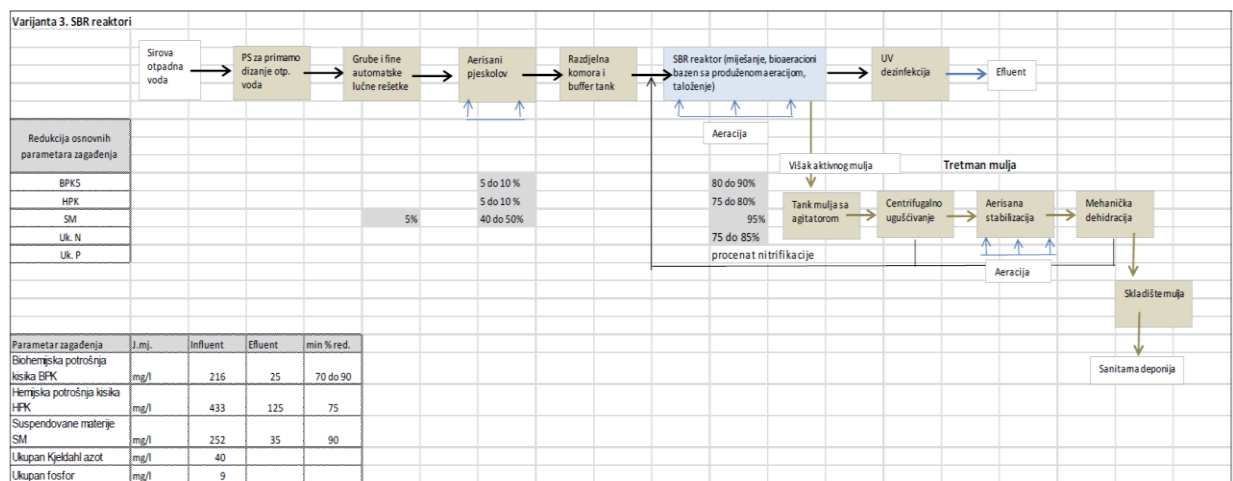 Varijanta 3. SBR reaktori
Sirova
otpadna
voda
PS za primamo
dizanje otp.
voda
Grube i fine
automatske
lučne rešetke
Aerisani
pjeskolov
Razdjelna
komora i
buffer tank
SBR reaktor (miješanje, bioaeracioni
bazen sa produženom aeracijom,
taloženje)
UV
dezinfekcija
Efluent
Aeracija
Redukcija osnovnih
parametara zagađenja
Višak aktivnog mulja
Tretman mulja
BPK5
5 do 10 %
80 do 90%
HPK
5 do 10 %
75 do 80%
SM
5%
40 do 50%
95%
Uk. N
75 do 85%
Uk. P
procenat nitrifikacije
Tank mulja sa
agitatorom
Centrifugalno
ugušćivanje
Aerisana
stabilizacija
Mehanička
dehidracija
Aeracija
Skladište mulja
Sanitarna deponija
Parametar zagađenja J.mj. Influent Efluent min % red.
Biohemijska potrošnja
kisika BPK mg/l 216 25 70 do 90
Hemijska potrošnja kisika
HPK mg/l 433 125 75
Suspendovane materije
SM mg/l 252 35 90
Ukupan Kjeldahl azot mg/l 40
Ukupan fosfor mg/l 9